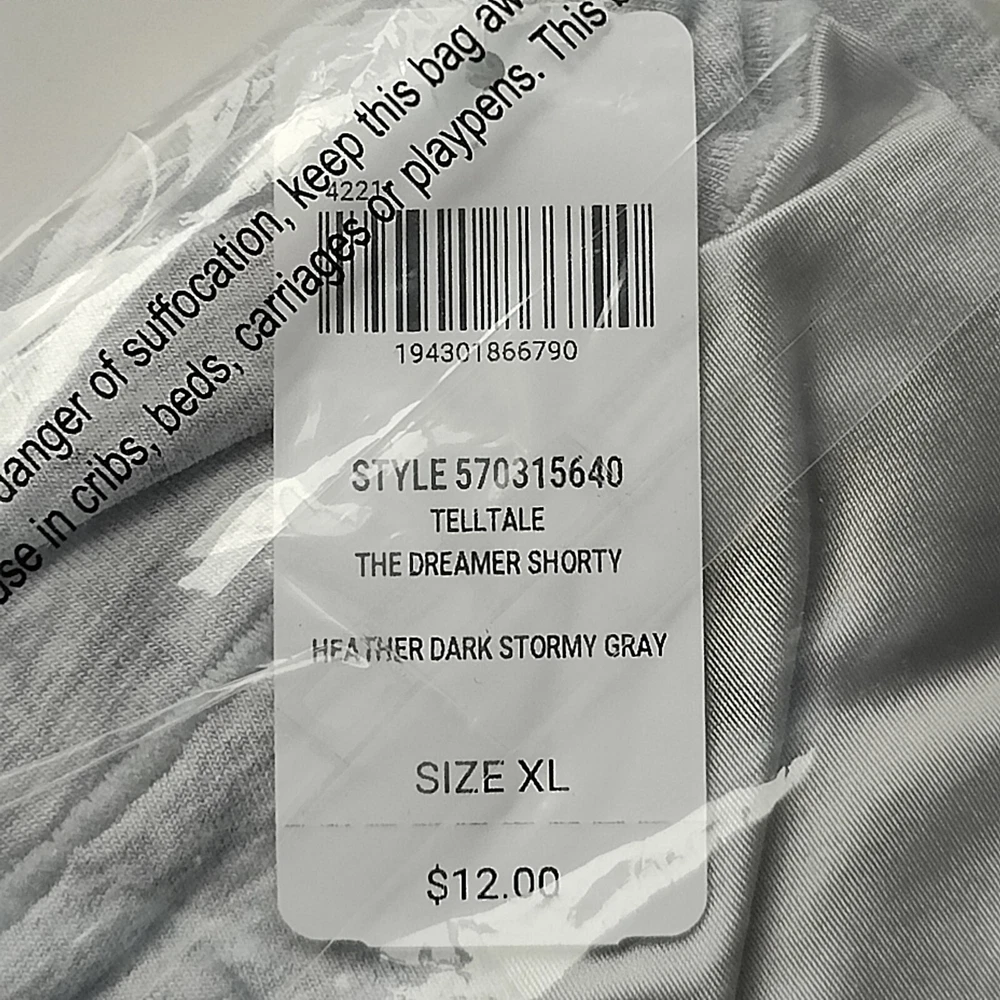 danger of suffocation, keep this bag
use in cribs, beds, carriages or playpens. This
4221
194301866790
STYLE 570315640
TELLTALE
THE DREAMER SHORTY
HEATHER DARK STORMY GRAY
SIZE XL
$12.00